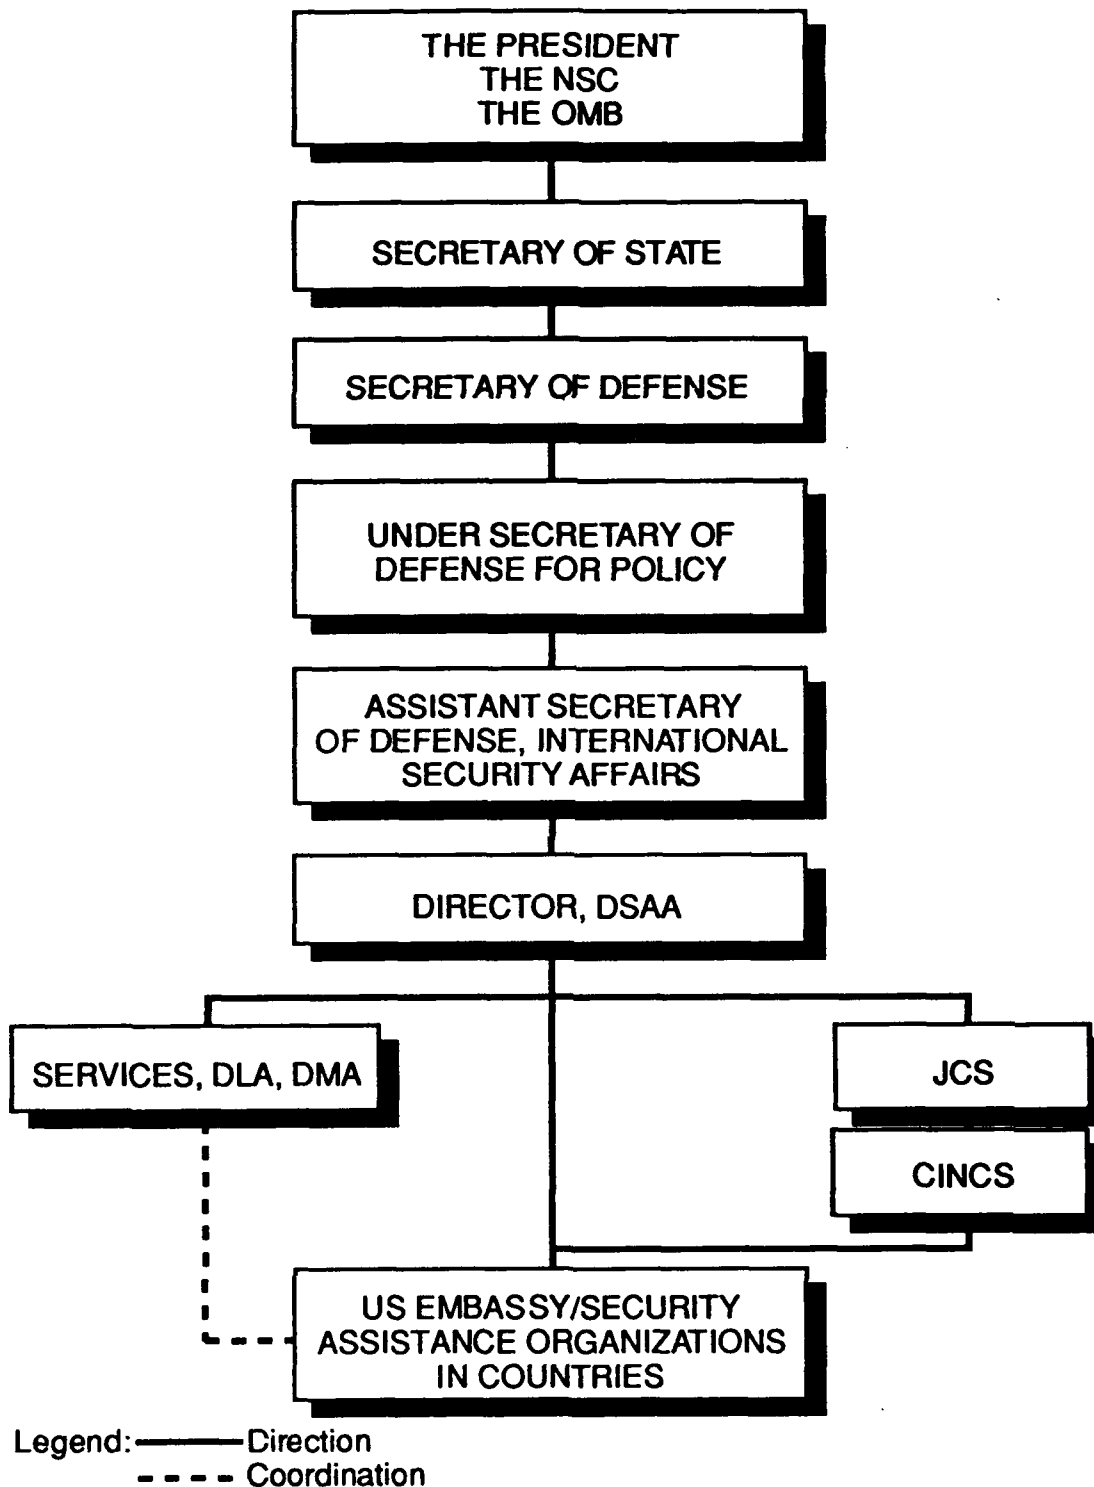 THE PRESIDENT
THE NSC
THE OMB
SECRETARY OF STATE
SECRETARY OF DEFENSE
UNDER SECRETARY OF
DEFENSE FOR POLICY
ASSISTANT SECRETARY
OF DEFENSE, INTERNATIONAL
SECURITY AFFAIRS
DIRECTOR, DSAA
SERVICES, DLA, DMA
JCS
CINCS
US EMBASSY/SECURITY
ASSISTANCE ORGANIZATIONS
IN COUNTRIES
Legend: Direction
Coordination